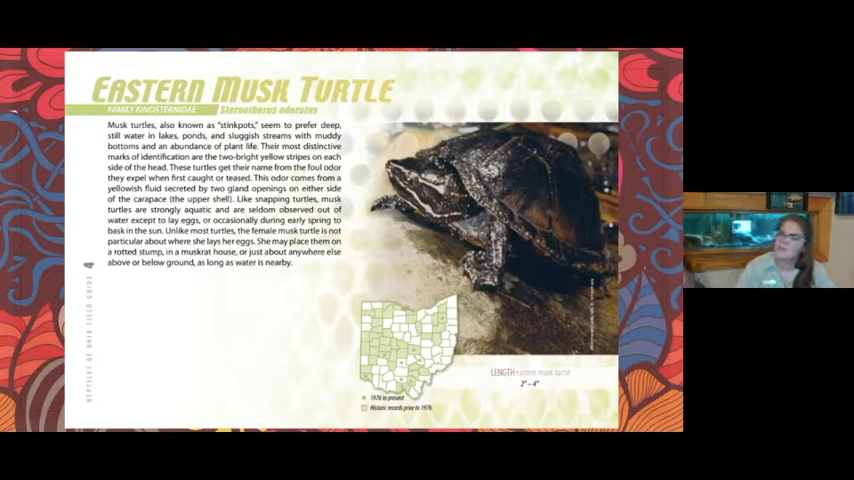 EASTERN MUSK TURTLE
FAMILY KINOSTERNIDAE Sternotherus odoratus
Musk turtles, also known as "stinkpots," seem to prefer deep,
still water in lakes, ponds, and sluggish streams with muddy
bottoms and an abundance of plant life. Their most distinctive
marks of identification are the two-bright yellow stripes on each
side of the head. These turtles get their name from the foul odor
they expel when first caught or teased. This odor comes from a
yellowish fluid secreted by two gland openings on either side
of the carapace (the upper shell). Like snapping turtles, musk
turtles are strongly aquatic and are seldom observed out of
water except to lay eggs, or occasionally during early spring to
bask in the sun. Unlike most turtles, the female musk turtle is not
particular about where she lays her eggs. She may place them on
a rotted stump, in a muskrat house, or just about anywhere else
above or below ground, as long as water is nearby.
REPTILES OF OHIO FIELD GUIDE 4
LENGTH eastern musk turtle
2" – 4"
1976 to present
Historic records prior to 1976